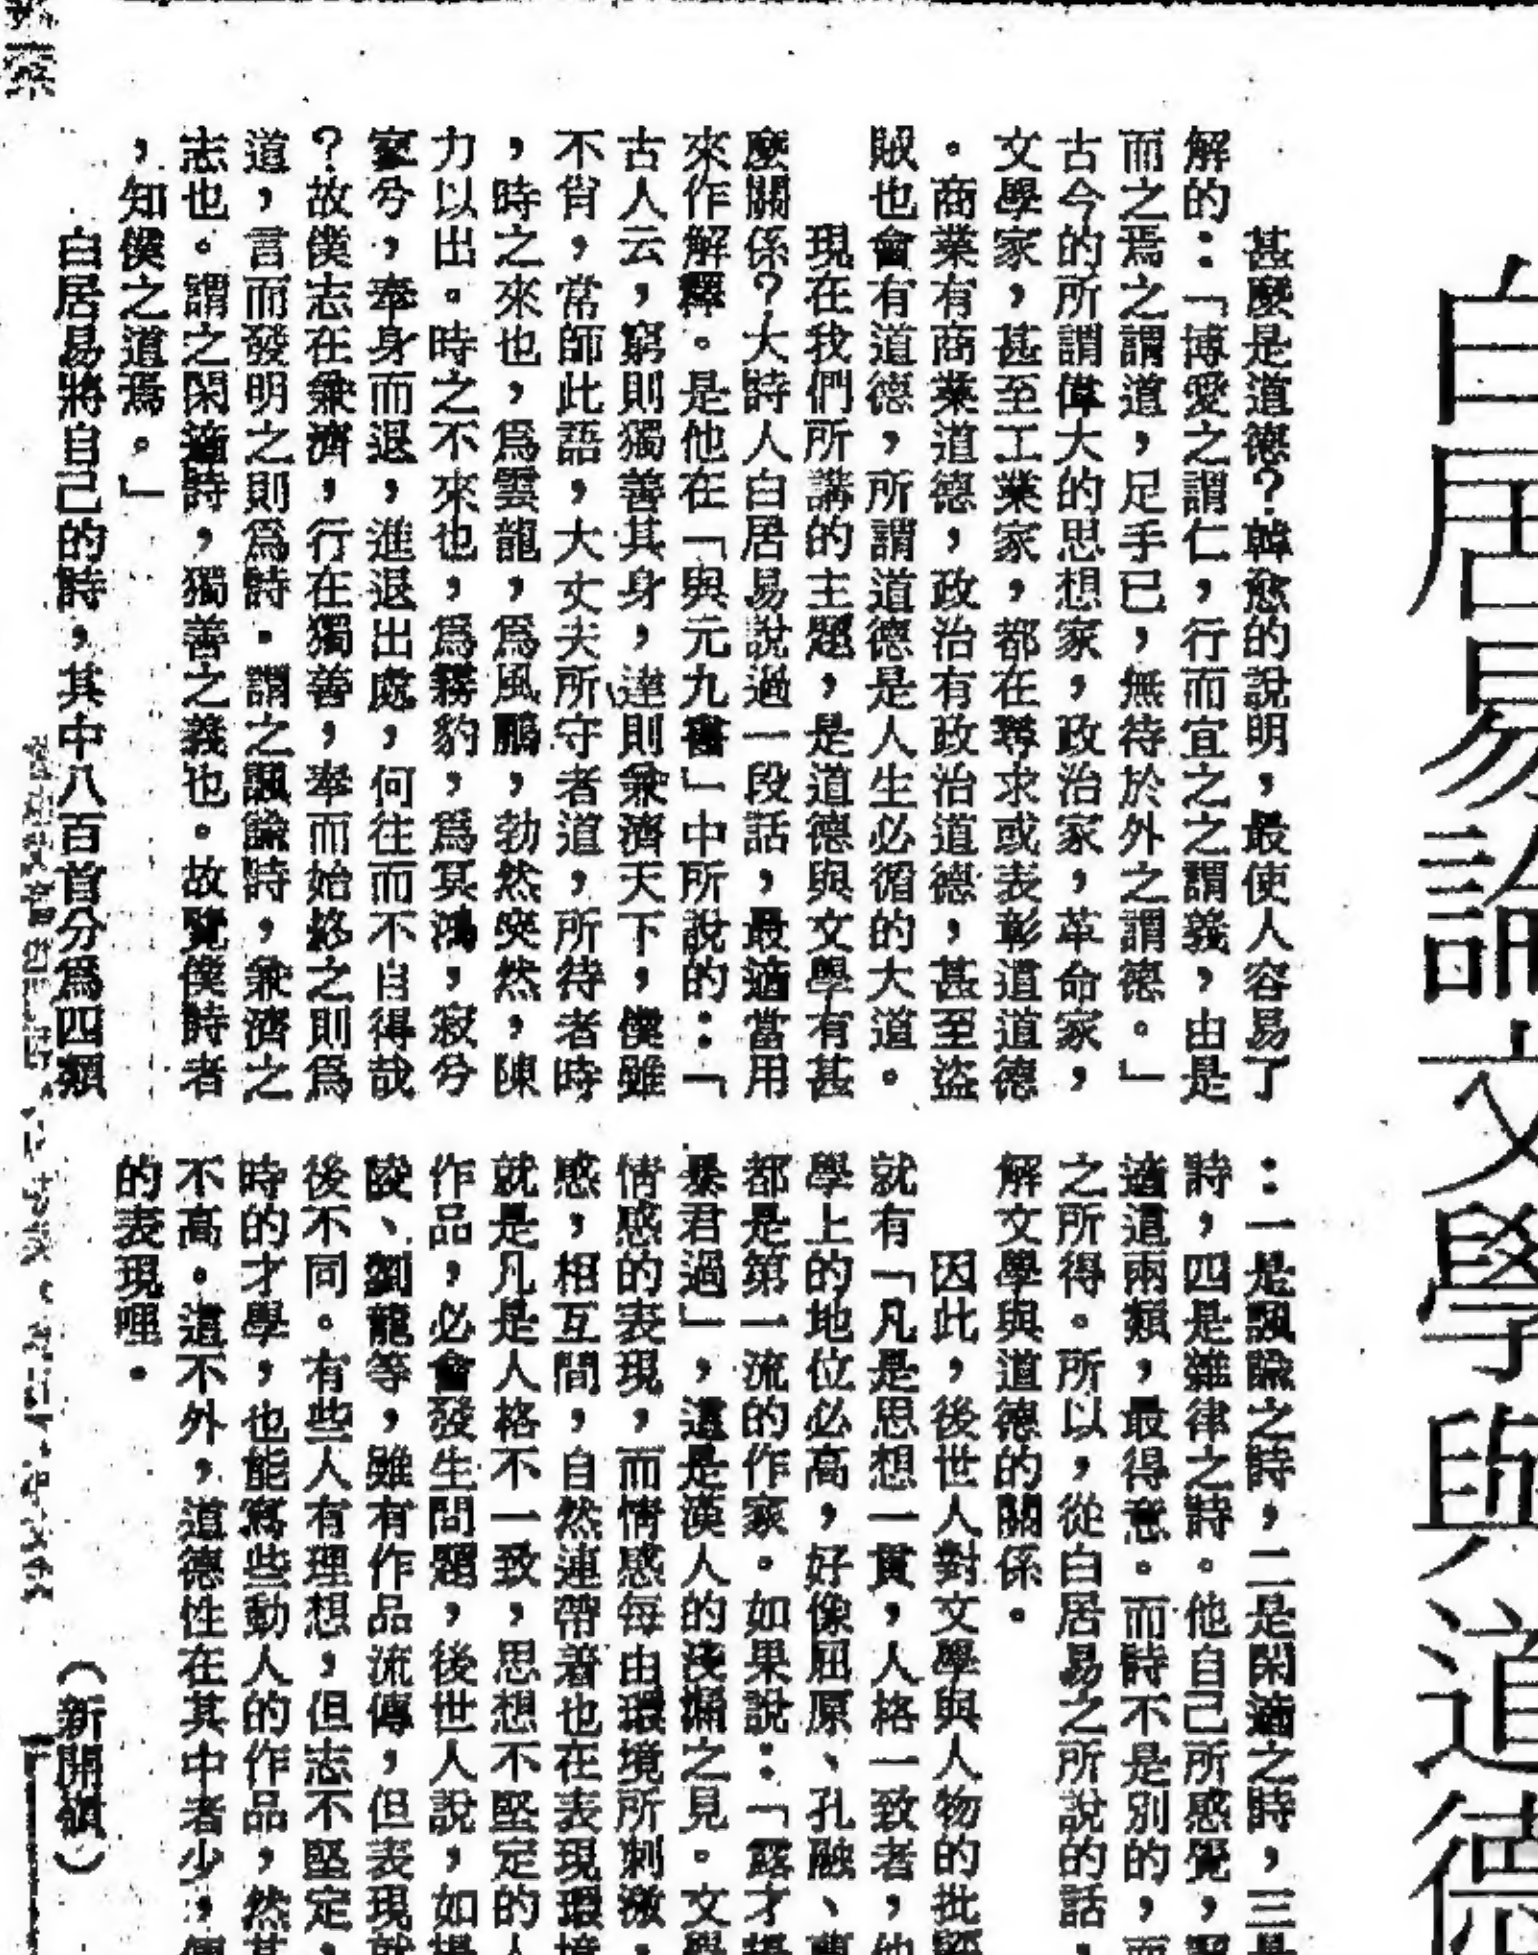 白居易論文學與道德
甚麼是道德?韓愈的說明,最使人容易了
解的:「博愛之謂仁,行而宜之之謂義,由是
而之焉之謂道,足手已,無待於外之謂德。」
古今的所謂偉大的思想家,政治家,革命家,
文學家,甚至工業家,都在尋求或表彰道道德
。商業有商業道德,政治有政治道德,甚至盜
賊也會有道德,所謂道德是人生必循的大道。
現在我們所講的主題,是道德與文學有甚
麼關係?大詩人白居易說過一段話,最適當用
來作解釋。是他在「與元九書」中所說的:「
古人云,窮則獨善其身,達則兼濟天下,僕雖
不肖,常師此語,大丈夫所守者道,所待者時
,時之來也,爲雲龍,爲風鵬,勃然突然,陳
力以出。時之不來也,爲霧豹,爲冥鴻,寂兮
寥兮,奉身而退,進退出處,何往而不自得哉
?故僕志在兼濟,行在獨善,奉而始終之則爲
道,言而發明之則爲詩。謂之諷諭詩,兼濟之
志也。謂之閑適詩,獨善之義也。故覽僕詩者
,知僕之道焉。」
白居易將自己的詩,其中八百首分爲四類
:一是諷諭之詩,二是閑適之詩,三是
詩,四是雜律之詩。他自己所感覺,
適這兩類,最得意。而詩不是別的,而
之所得。所以,從白居易之所說的話,
解文學與道德的關係。
因此,後世人對文學與人物的批
就有「凡是思想一貫,人格一致者,他
學上的地位必高,好像屈原、孔融、
都是第一流的作家。如果說:「露才揚
暴君過」,還是漢人的淺獮之見。文學
情感的表現,而情感每由環境所刺激,
感,相互間,自然連帶着也在表現環境
就是凡是人格不一致,思想不堅定的人
作品,必會發生問題,後世人說,如揚
陵、劉龍等,雖有作品流傳,但表現就
後不同。有些人有理想,但志不堅定,
時的才學,也能寫些動人的作品,然其
不高。這不外,道德性在其中者少,
的表現哩。
(新開嶺)